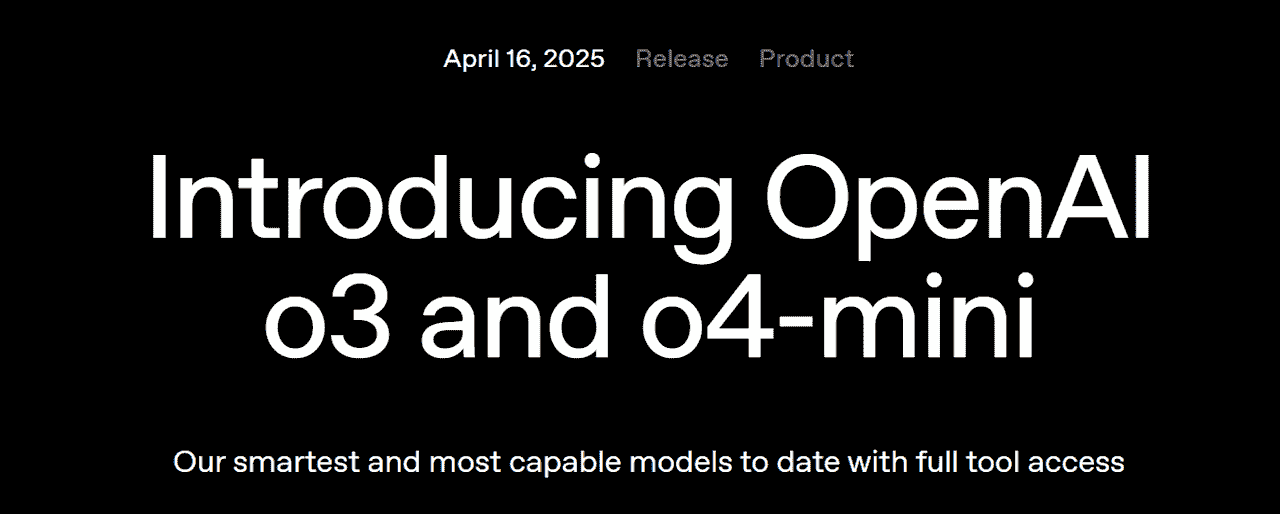 April 16, 2025 Release Product
Introducing OpenAI
o3 and o4-mini
Our smartest and most capable models to date with full tool access